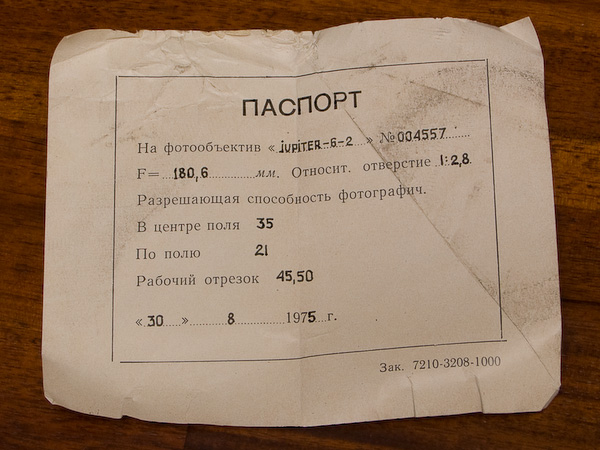 ПАСПОРТ
На фотообъектив «JUPITER-6-2» №004557
F= 180,6 мм. Относит. отверстие 1:2,8
Разрешающая способность фотографич.
В центре поля 35
По полю 21
Рабочий отрезок 45,50
«30» 8 1975 г.
Зак. 7210-3208-1000